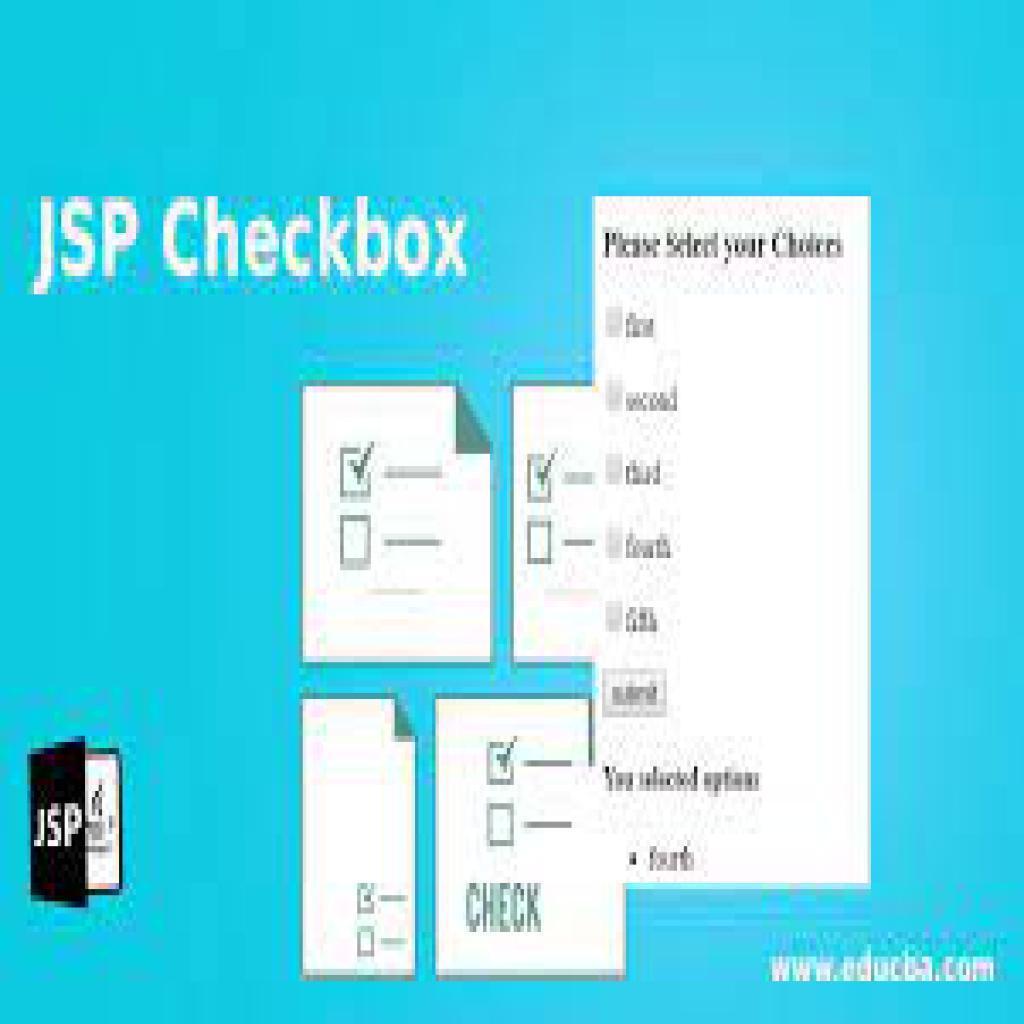 JSP Checkbox
Please Select your Choices
first
second
third
fourth
fifth
submit
You selected options
• fourth
JSP
CHECK
www.educba.com